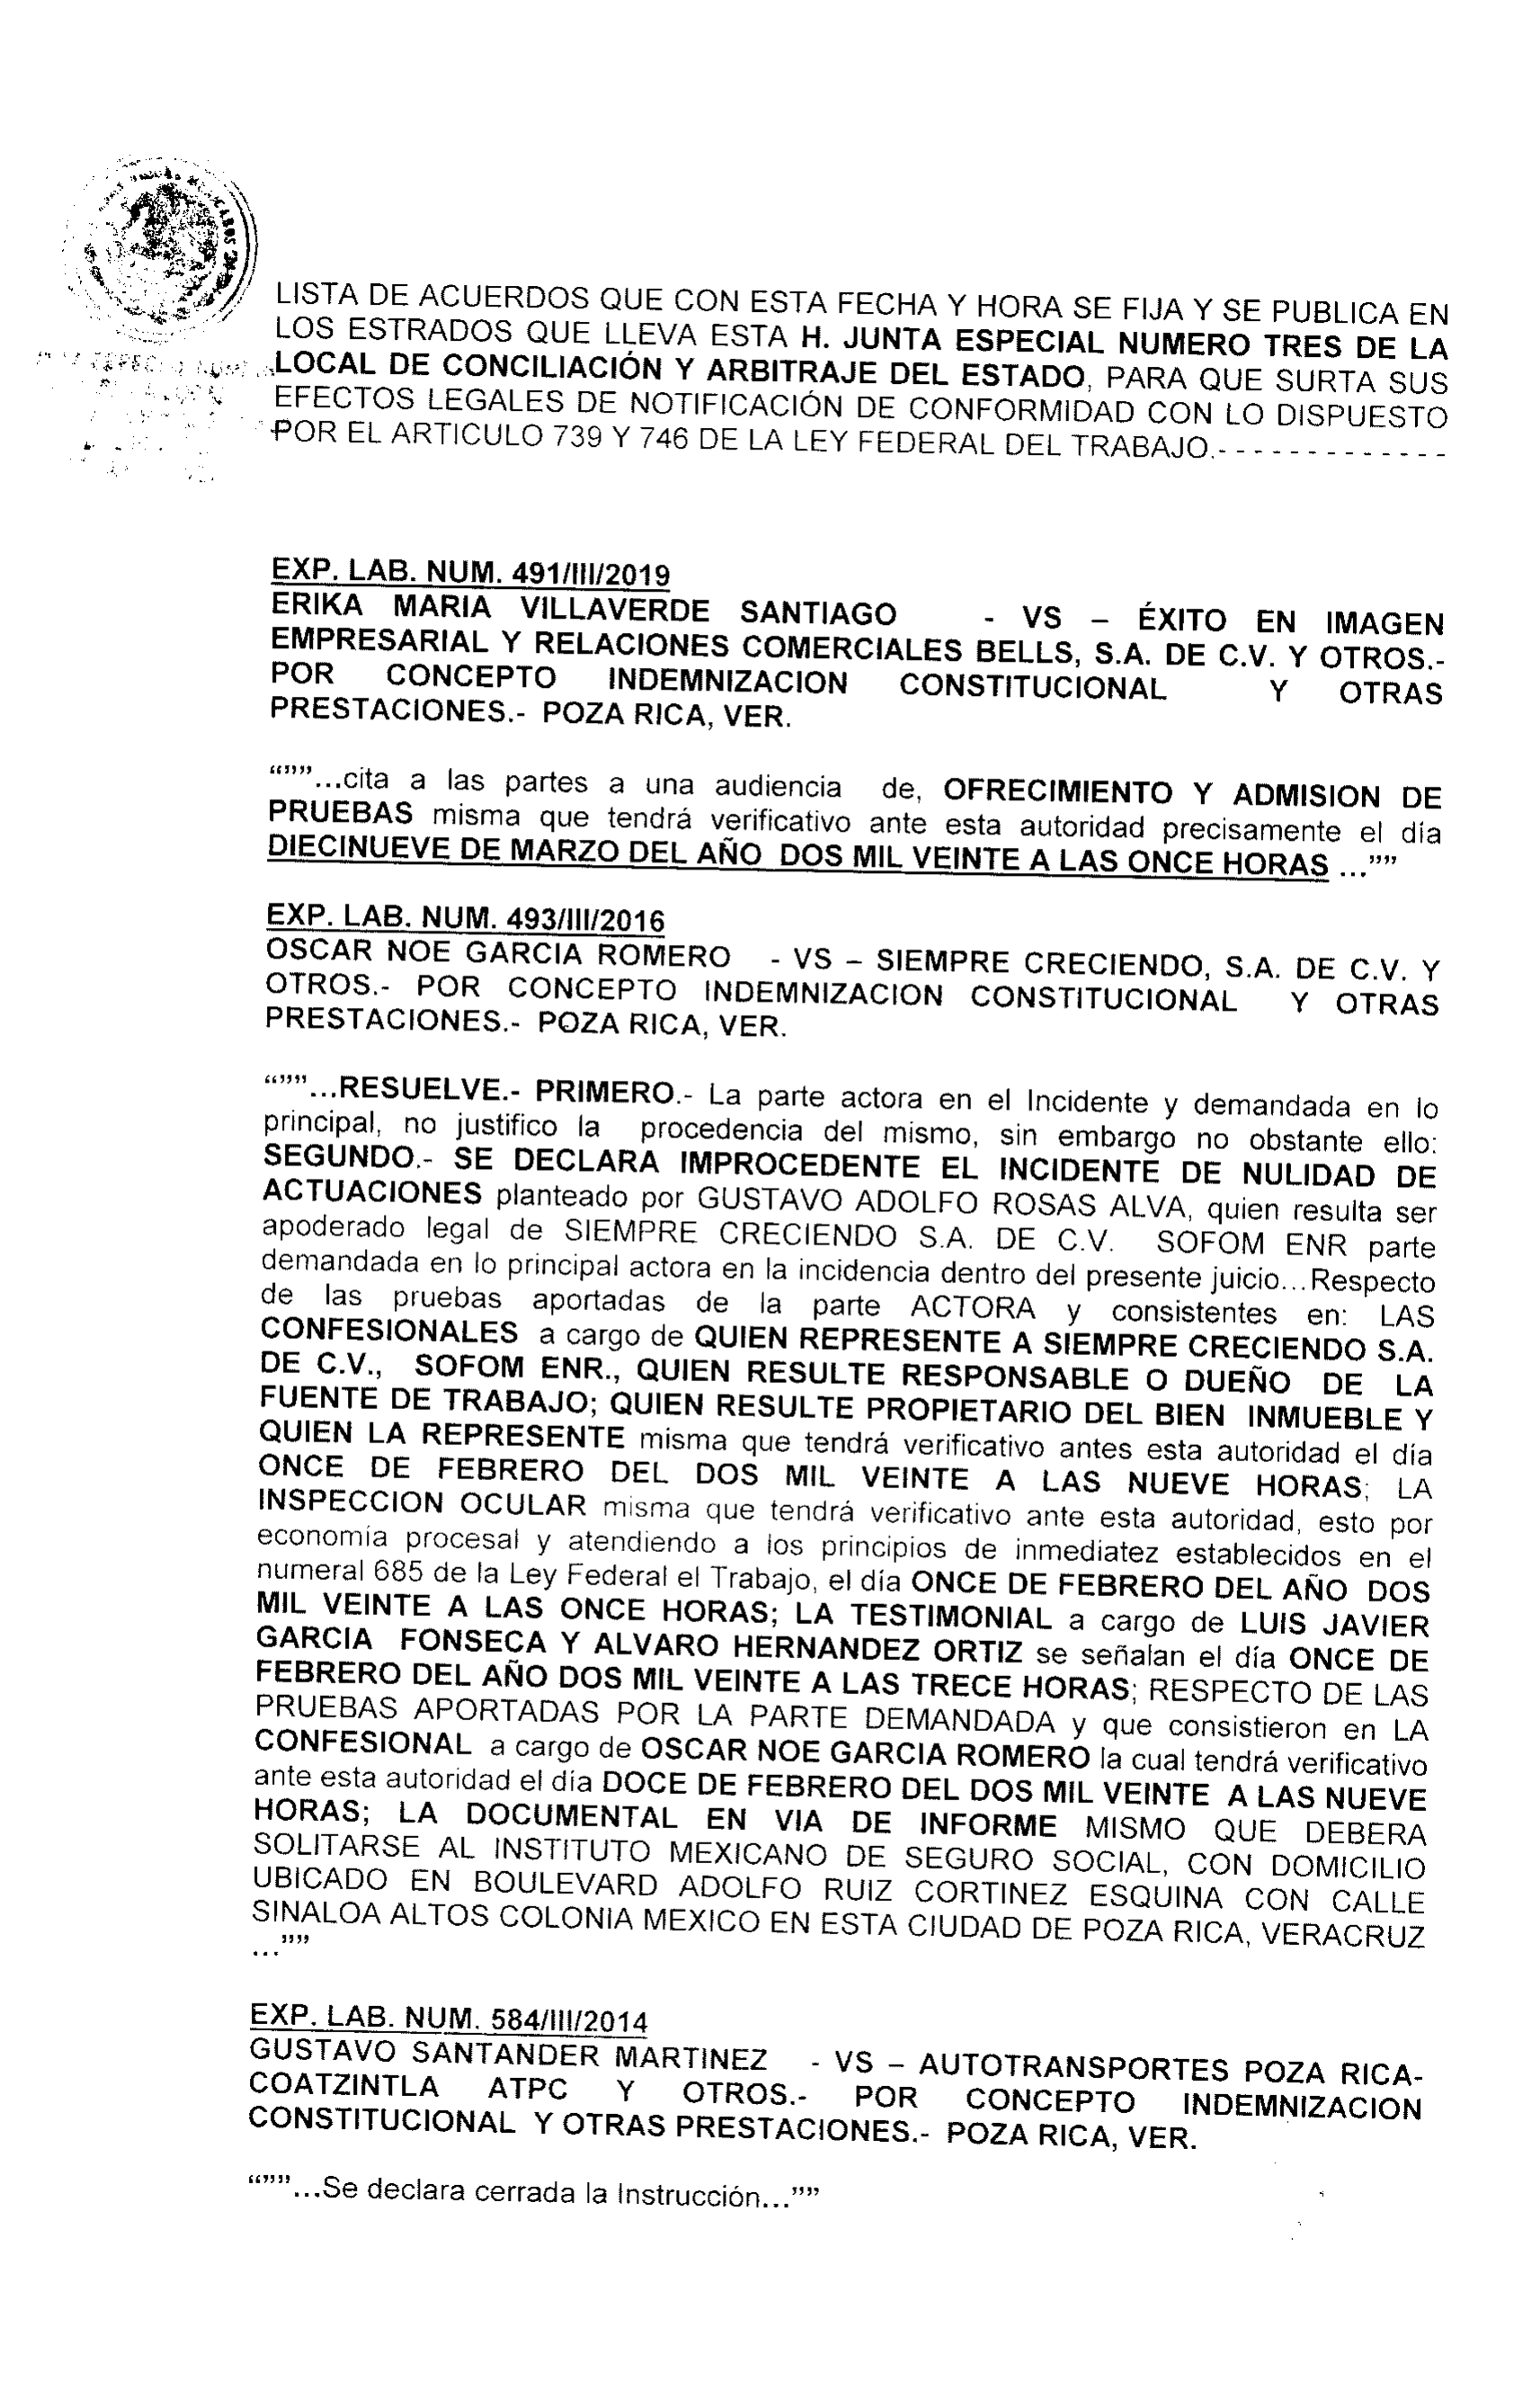 LISTA DE ACUERDOS QUE CON ESTA FECHA Y HORA SE FIJA Y SE PUBLICA EN
LOS ESTRADOS QUE LLEVA ESTA H. JUNTA ESPECIAL NUMERO TRES DE LA
LOCAL DE CONCILIACIÓN Y ARBITRAJE DEL ESTADO, PARA QUE SURTA SUS
EFECTOS LEGALES DE NOTIFICACIÓN DE CONFORMIDAD CON LO DISPUESTO
POR EL ARTICULO 739 Y 746 DE LA LEY FEDERAL DEL TRABAJO.- - - - - - - - - - - - -
EXP. LAB. NUM. 491/III/2019
ERIKA MARIA VILLAVERDE SANTIAGO - VS – ÉXITO EN IMAGEN
EMPRESARIAL Y RELACIONES COMERCIALES BELLS, S.A. DE C.V. Y OTROS.-
POR CONCEPTO INDEMNIZACION CONSTITUCIONAL Y OTRAS
PRESTACIONES.- POZA RICA, VER.
“”””...cita a las partes a una audiencia de, OFRECIMIENTO Y ADMISION DE
PRUEBAS misma que tendrá verificativo ante esta autoridad precisamente el día
DIECINUEVE DE MARZO DEL AÑO DOS MIL VEINTE A LAS ONCE HORAS ...””
EXP. LAB. NUM. 493/III/2016
OSCAR NOE GARCIA ROMERO - VS – SIEMPRE CRECIENDO, S.A. DE C.V. Y
OTROS.- POR CONCEPTO INDEMNIZACION CONSTITUCIONAL Y OTRAS
PRESTACIONES.- POZA RICA, VER.
“”””...RESUELVE.- PRIMERO.- La parte actora en el Incidente y demandada en lo
principal, no justifico la procedencia del mismo, sin embargo no obstante ello:
SEGUNDO.- SE DECLARA IMPROCEDENTE EL INCIDENTE DE NULIDAD DE
ACTUACIONES planteado por GUSTAVO ADOLFO ROSAS ALVA, quien resulta ser
apoderado legal de SIEMPRE CRECIENDO S.A. DE C.V. SOFOM ENR parte
demandada en lo principal actora en la incidencia dentro del presente juicio...Respecto
de las pruebas aportadas de la parte ACTORA y consistentes en: LAS
CONFESIONALES a cargo de QUIEN REPRESENTE A SIEMPRE CRECIENDO S.A.
DE C.V., SOFOM ENR., QUIEN RESULTE RESPONSABLE O DUEÑO DE LA
FUENTE DE TRABAJO; QUIEN RESULTE PROPIETARIO DEL BIEN INMUEBLE Y
QUIEN LA REPRESENTE misma que tendrá verificativo antes esta autoridad el día
ONCE DE FEBRERO DEL DOS MIL VEINTE A LAS NUEVE HORAS; LA
INSPECCION OCULAR misma que tendrá verificativo ante esta autoridad, esto por
economía procesal y atendiendo a los principios de inmediatez establecidos en el
numeral 685 de la Ley Federal el Trabajo, el día ONCE DE FEBRERO DEL AÑO DOS
MIL VEINTE A LAS ONCE HORAS; LA TESTIMONIAL a cargo de LUIS JAVIER
GARCIA FONSECA Y ALVARO HERNANDEZ ORTIZ se señalan el día ONCE DE
FEBRERO DEL AÑO DOS MIL VEINTE A LAS TRECE HORAS; RESPECTO DE LAS
PRUEBAS APORTADAS POR LA PARTE DEMANDADA y que consistieron en LA
CONFESIONAL a cargo de OSCAR NOE GARCIA ROMERO la cual tendrá verificativo
ante esta autoridad el día DOCE DE FEBRERO DEL DOS MIL VEINTE A LAS NUEVE
HORAS; LA DOCUMENTAL EN VIA DE INFORME MISMO QUE DEBERA
SOLITARSE AL INSTITUTO MEXICANO DE SEGURO SOCIAL, CON DOMICILIO
UBICADO EN BOULEVARD ADOLFO RUIZ CORTINEZ ESQUINA CON CALLE
SINALOA ALTOS COLONIA MEXICO EN ESTA CIUDAD DE POZA RICA, VERACRUZ
...””
EXP. LAB. NUM. 584/III/2014
GUSTAVO SANTANDER MARTINEZ - VS – AUTOTRANSPORTES POZA RICA-
COATZINTLA ATPC Y OTROS.- POR CONCEPTO INDEMNIZACION
CONSTITUCIONAL Y OTRAS PRESTACIONES.- POZA RICA, VER.
“”””...Se declara cerrada la Instrucción...””